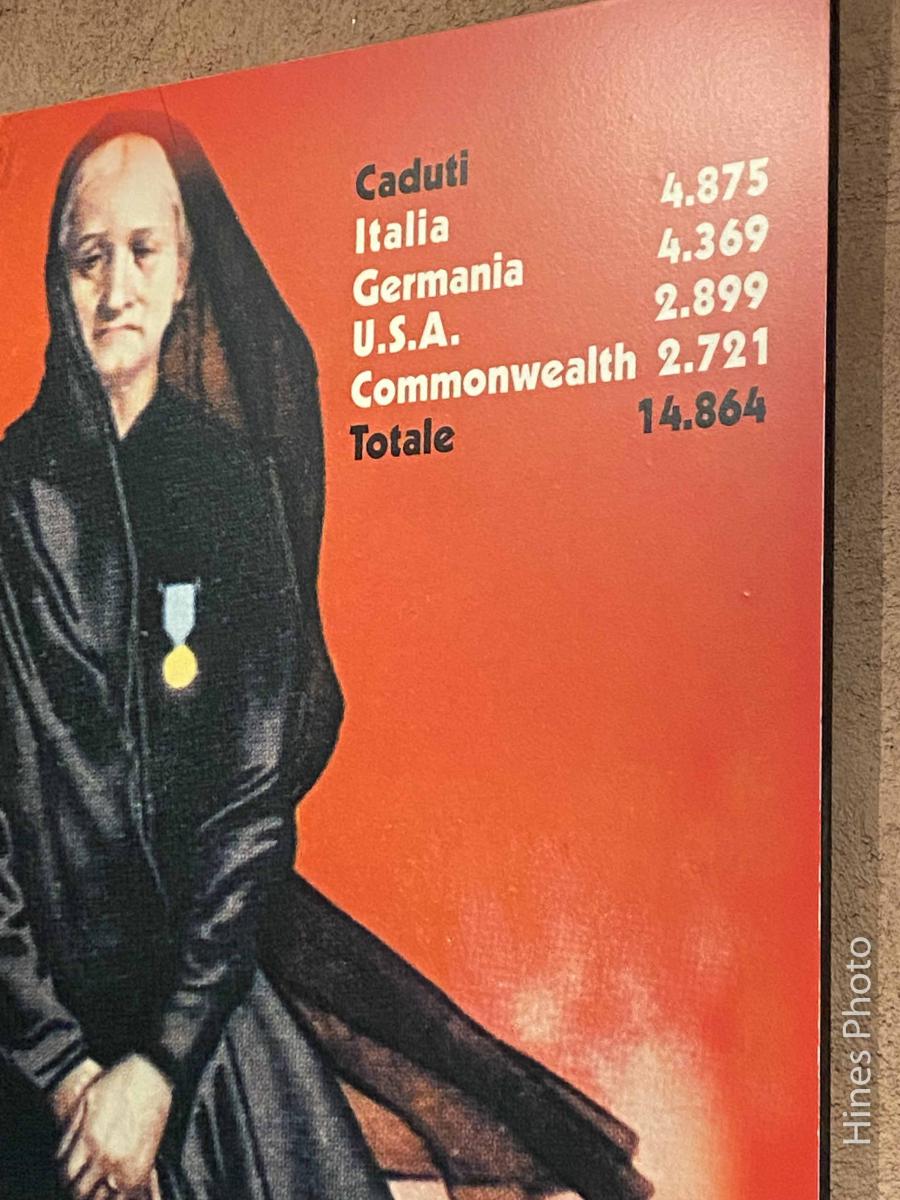 Caduti
Italia 4.875
Germania 4.369
U.S.A. 2.899
Commonwealth 2.721
Totale 14.864
Hines Photo